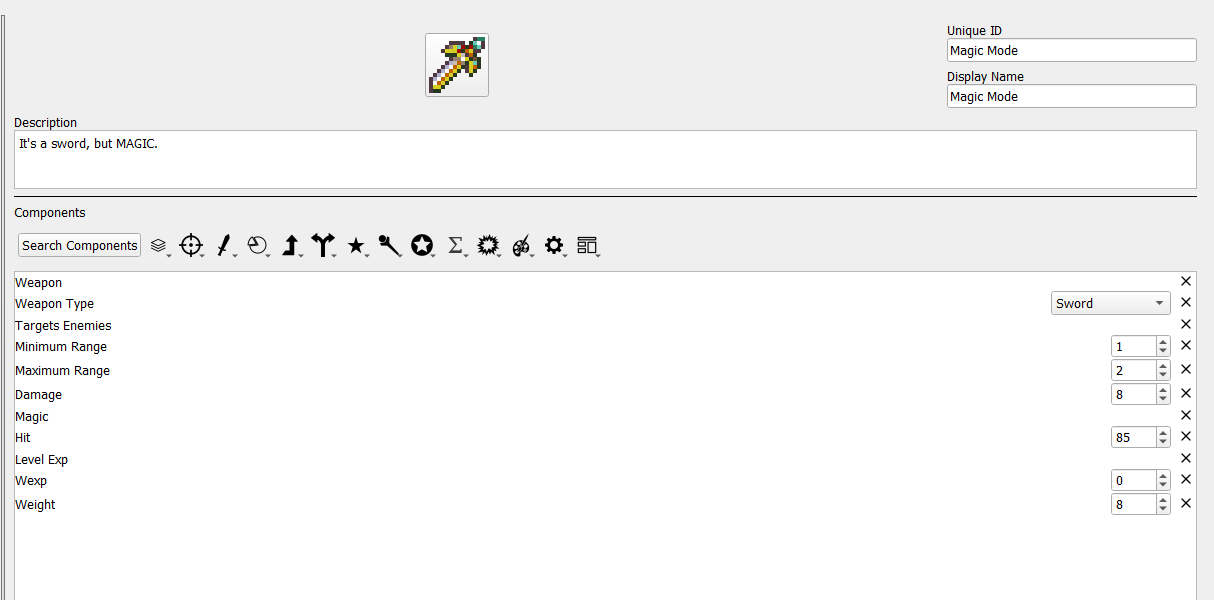 Unique ID
Magic Mode
Display Name
Magic Mode
Description
It's a sword, but MAGIC.
Components
Search Components
Weapon
Weapon Type Sword
Targets Enemies
Minimum Range 1
Maximum Range 2
Damage 8
Magic
Hit 85
Level Exp
Wexp 0
Weight 8